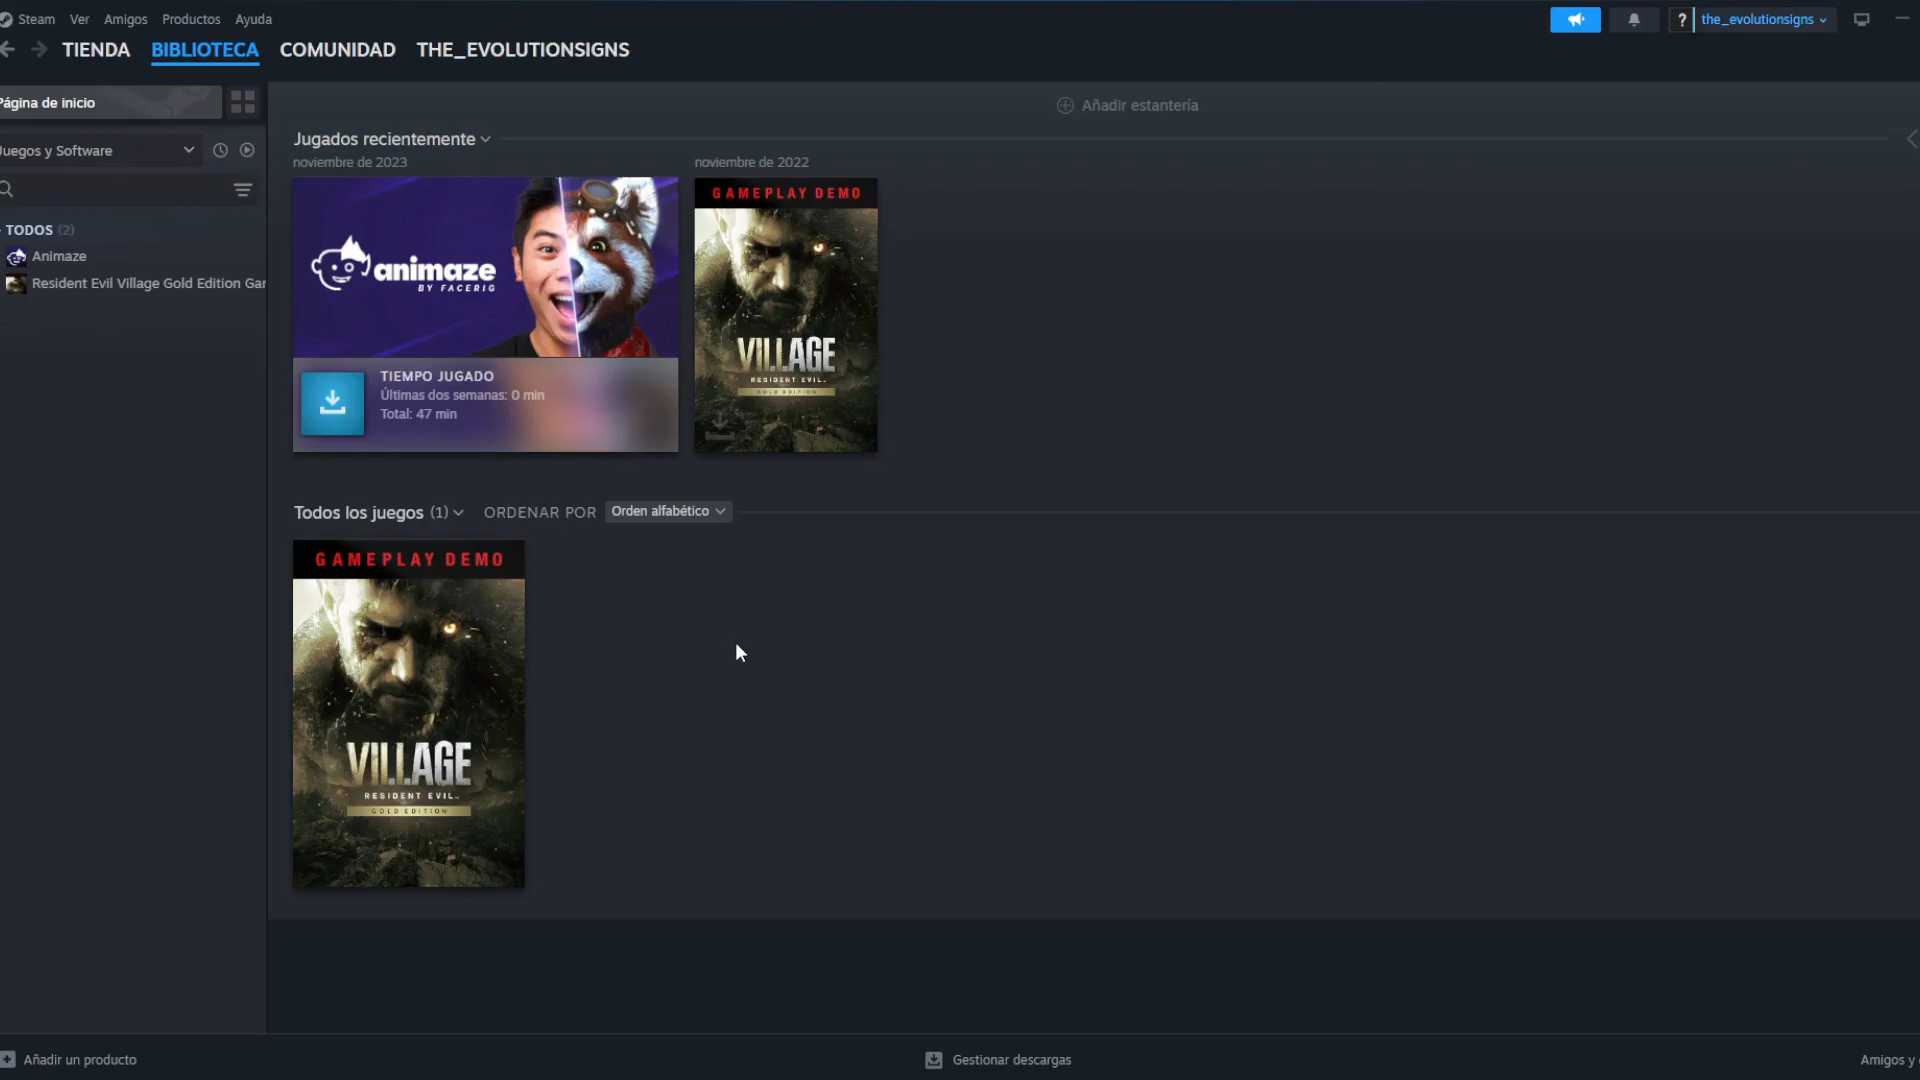 Steam Ver Amigos Productos Ayuda
? the_evolutionsigns
TIENDA BIBLIOTECA COMUNIDAD THE_EVOLUTIONSIGNS
Página de inicio
Juegos y Software
TODOS (2)
Animaze
Resident Evil Village Gold Edition Gar
Añadir estantería
Jugados recientemente
noviembre de 2023
noviembre de 2022
animaze
BY FACERIG
TIEMPO JUGADO
Últimas dos semanas: 0 min
Total: 47 min
GAMEPLAY DEMO
VILLAGE
RESIDENT EVIL
GOLD EDITION
Todos los juegos (1) ORDENAR POR Orden alfabético
GAMEPLAY DEMO
VILLAGE
RESIDENT EVIL
GOLD EDITION
Añadir un producto
Gestionar descargas
Amigos y